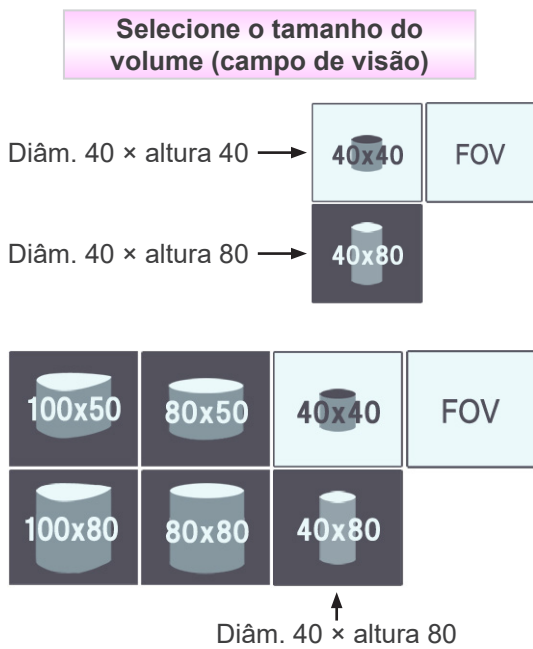 Selecione o tamanho do
volume (campo de visão)
Diâm. 40 × altura 40
40x40
FOV
Diâm. 40 × altura 80
40x80
100x50
80x50
40x40
FOV
100x80
80x80
40x80
Diâm. 40 × altura 80